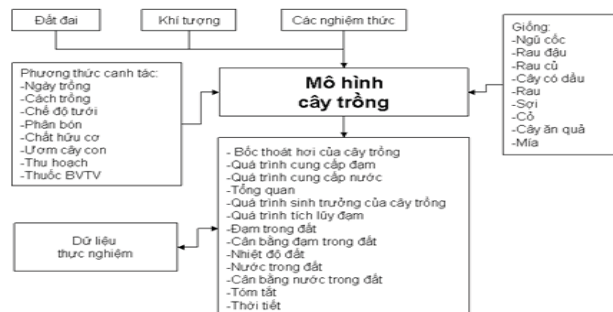 Đất đai
Khí tượng
Các nghiệm thức
Giống:
-Ngũ cốc
-Rau đậu
-Rau củ
-Cây có dầu
-Rau
-Sợi
-Cỏ
-Cây ăn quả
-Mía
Phương thức canh tác:
-Ngày trồng
-Cách trồng
-Chế độ tưới
-Phân bón
-Chất hữu cơ
-Ươm cây con
-Thu hoạch
-Thuốc BVTV
Mô hình
cây trồng
- Bốc thoát hơi của cây trồng
-Quá trình cung cấp đạm
-Quá trình cung cấp nước
-Tổng quan
-Quá trình sinh trưởng của cây trồng
-Quá trình tích lũy đạm
-Đạm trong đất
-Cân bằng đạm trong đất
-Nhiệt độ đất
-Nước trong đất
-Cân bằng nước trong đất
-Tóm tắt
-Thời tiết
Dữ liệu
thực nghiệm